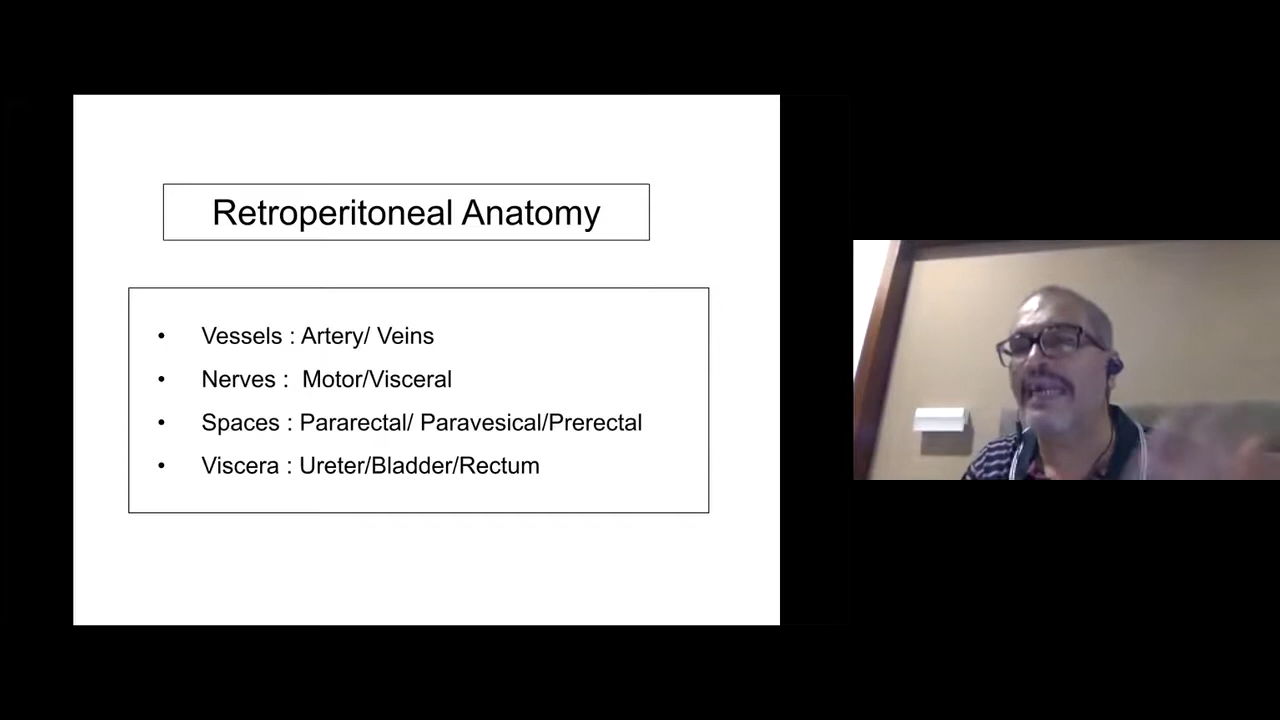 Retroperitoneal Anatomy
• Vessels : Artery/ Veins
• Nerves : Motor/Visceral
• Spaces : Pararectal/ Paravesical/Prerectal
• Viscera : Ureter/Bladder/Rectum